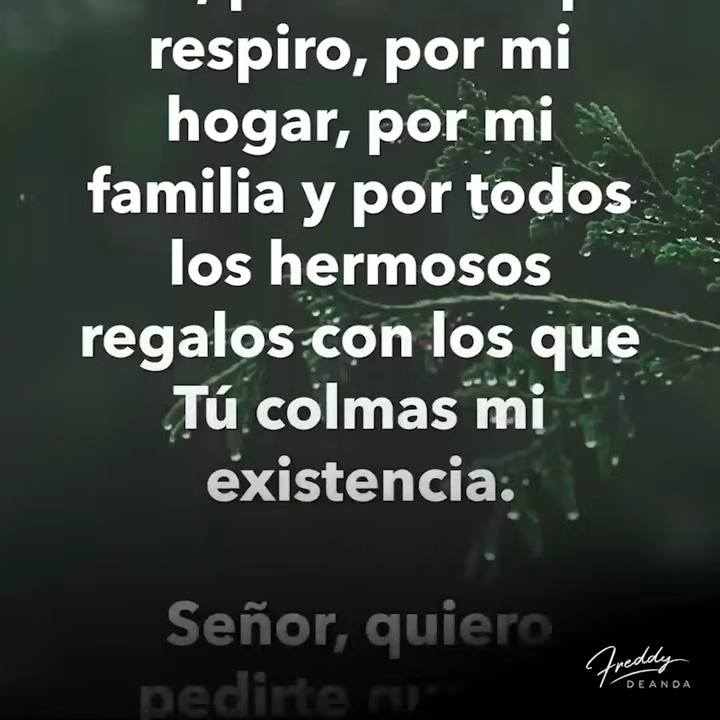 respiro, por mi
hogar, por mi
familia y por todos
los hermosos
regalos con los que
Tú colmas mi
existencia.
Señor, quiero
pedirte
Freddy
DEANDA